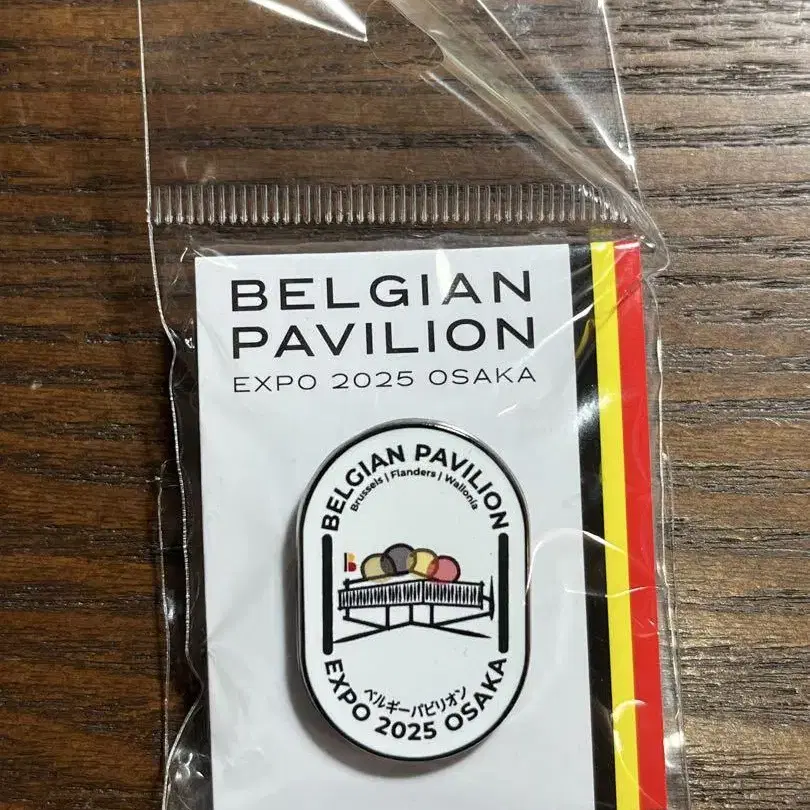 BELGIAN
PAVILION
EXPO 2025 OSAKA
BELGIAN PAVILION
Brussels | Flanders | Wallonia
B
ベルギーパビリオン
EXPO 2025 OSAKA